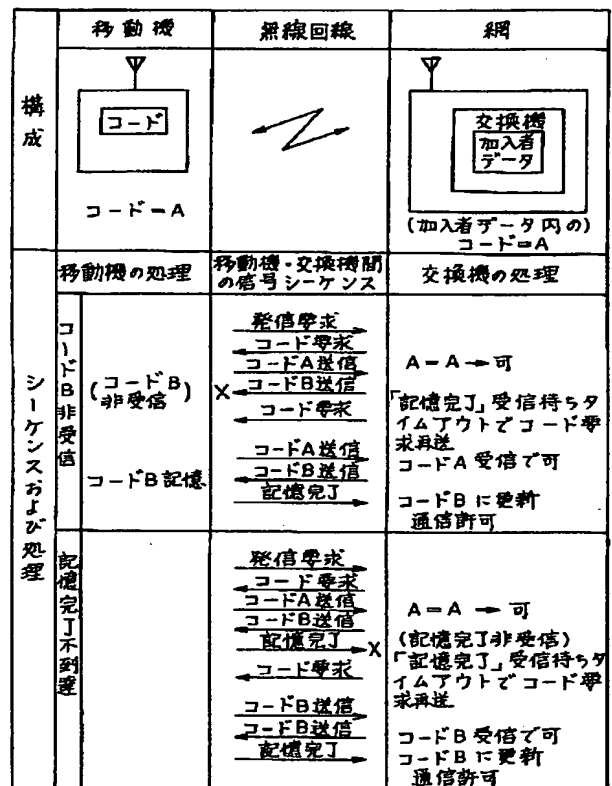 移動機
無線回線
網
構成
コード
交換機
加入者
データ
コード=A
(加入者データ内の)
コード=A
移動機の処理
移動機・交換機間
の信号シーケンス
交換機の処理
シーケンスおよび処理
コードB非受信
(コードB
非受信)
コードB記憶
発信要求
コード要求
コードA送信
×コードB送信
コード要求
コードA送信
コードB送信
記憶完了
A=A→可
「記憶完了」受信待ちタ
イムアウトでコード要
求再送
コードA受信で可
コードBに更新
通信許可
記憶完了不到達
発信要求
コード要求
コードA送信
コードB送信
記憶完了×
コード要求
コードB送信
コードB送信
記憶完了
A=A→可
(記憶完了非受信)
「記憶完了」受信待ちタ
イムアウトでコード要
求再送
コードB受信で可
コードBに更新
通信許可